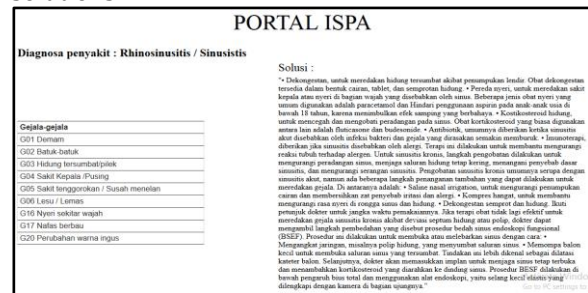 PORTAL ISPA
Diagnosa penyakit : Rhinosinusitis / Sinusistis
Gejala-gejala
G01 Demam
G02 Batuk-batuk
G03 Hidung tersumbat/pilek
G04 Sakit Kepala /Pusing
G05 Sakit tenggorokan / Susah menelan
G06 Lesu / Lemas
G16 Nyeri sekitar wajah
G17 Nafas berbau
G20 Perubahan warna ingus
Solusi :
"• Dekongestan, untuk meredakan hidung tersumbat akibat penumpukan lendir. Obat dekongestan
tersedia dalam bentuk cairan, tablet, dan semprotan hidung. • Pereda nyeri, untuk meredakan sakit
kepala atau nyeri di bagian wajah yang disebabkan oleh sinus. Beberapa jenis obat nyeri yang
umum digunakan adalah paracetamol dan Hindari penggunaan aspirin pada anak-anak usia di
bawah 18 tahun, karena menimbulkan efek samping yang berbahaya. • Kostikosteroid hidung,
untuk mencegah dan mengobati peradangan pada sinus. Obat kortikosteroid yang biasa digunakan
antara lain adalah fluticasone dan budesonide. • Antibiotik, umumnya diberikan ketika sinusitis
akut disebabkan oleh infeksi bakteri dan gejala yang dirasakan semakin memburuk. • Imunoterapi,
diberikan jika sinusitis disebabkan oleh alergi. Terapi ini dilakukan untuk membantu mengurangi
reaksi tubuh terhadap alergen. Untuk sinusitis kronis, langkah pengobatan dilakukan untuk
mengurangi peradangan sinus, menjaga saluran hidung tetap kering, menangani penyebab dasar
sinusitis, dan mengurangi serangan sinusitis. Pengobatan sinusitis kronis umumnya serupa dengan
sinusitis akut, namun ada beberapa langkah penanganan tambahan yang dapat dilakukan untuk
meredakan gejala. Di antaranya adalah: • Saline nasal irrigation, untuk mengurangi penumpukan
cairan dan membersihkan zat penyebab iritasi dan alergi. • Kompres hangat, untuk membantu
mengurangi rasa nyeri di rongga sinus dan hidung. • Dekongestan semprot dan hidung. Ikuti
petunjuk dokter untuk jangka waktu pemakaiannya. Jika terapi obat tidak lagi efektif untuk
meredakan gejala sinusitis kronis akibat deviasi septum hidung atau polip, dokter dapat
mengambil langkah pembedahan yang disebut prosedur bedah sinus endoskopi fungsional
(BSEF). Prosedur ini dilakukan untuk membuka atau melebarkan sinus dengan cara: •
Mengangkat jaringan, misalnya polip hidung, yang menyumbat saluran sinus. • Memompa balon
kecil untuk membuka saluran sinus yang tersumbat. Tindakan ini lebih dikenal sebagai dilatasi
kateter balon. Selanjutnya, dokter akan memasukkan implan untuk menjaga sinus tetap terbuka
dan menambahkan kortikosteroid yang diarahkan ke dinding sinus. Prosedur BESF dilakukan di
bawah pengaruh bius total dan menggunakan alat endoskopi, yaitu selang kecil elastis yang
dilengkapi dengan kamera di bagian ujungnya."
Go to PC settings to